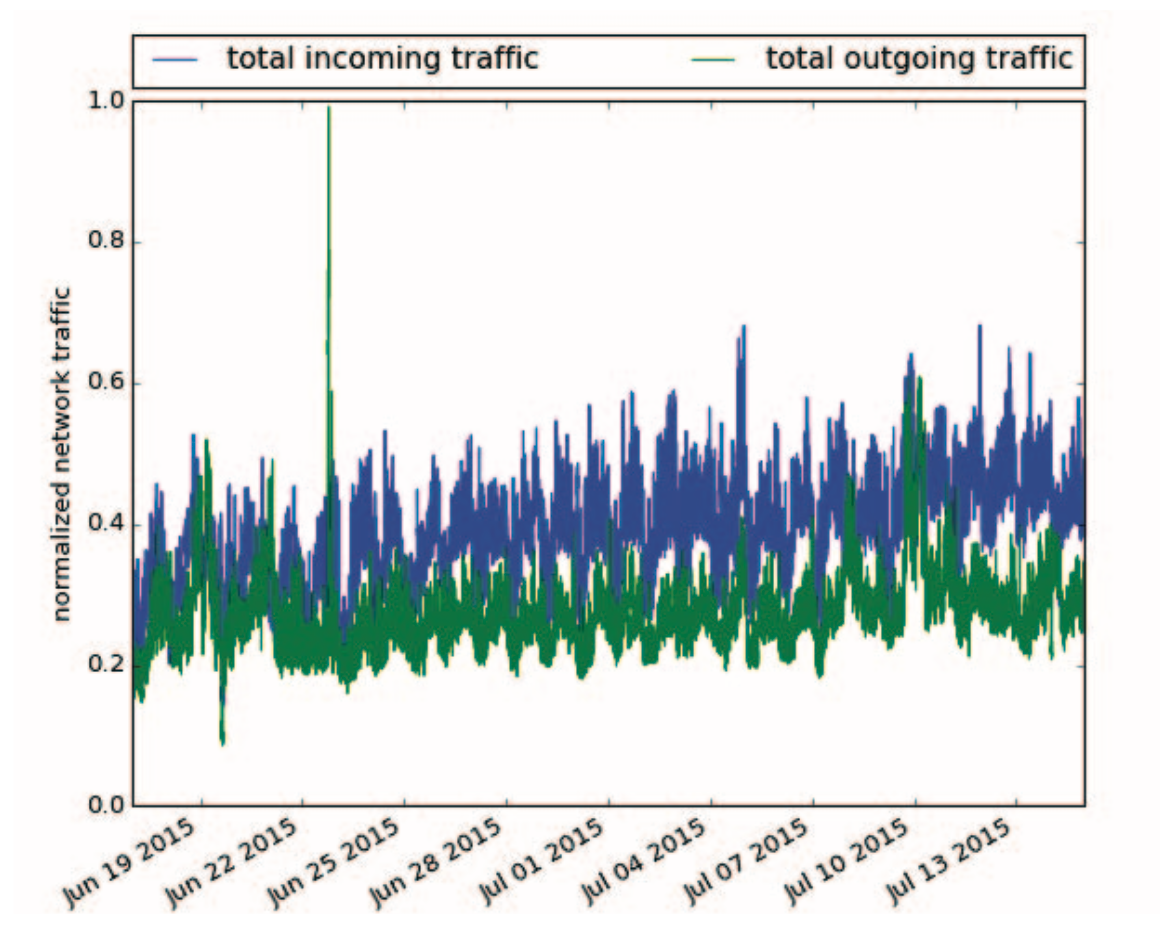 total incoming traffic
total outgoing traffic
1.0
0.8
0.6
0.4
0.2
0.0
normalized network traffic
Jun 19 2015
Jun 22 2015
Jun 25 2015
Jun 28 2015
Jul 01 2015
Jul 04 2015
Jul 07 2015
Jul 10 2015
Jul 13 2015